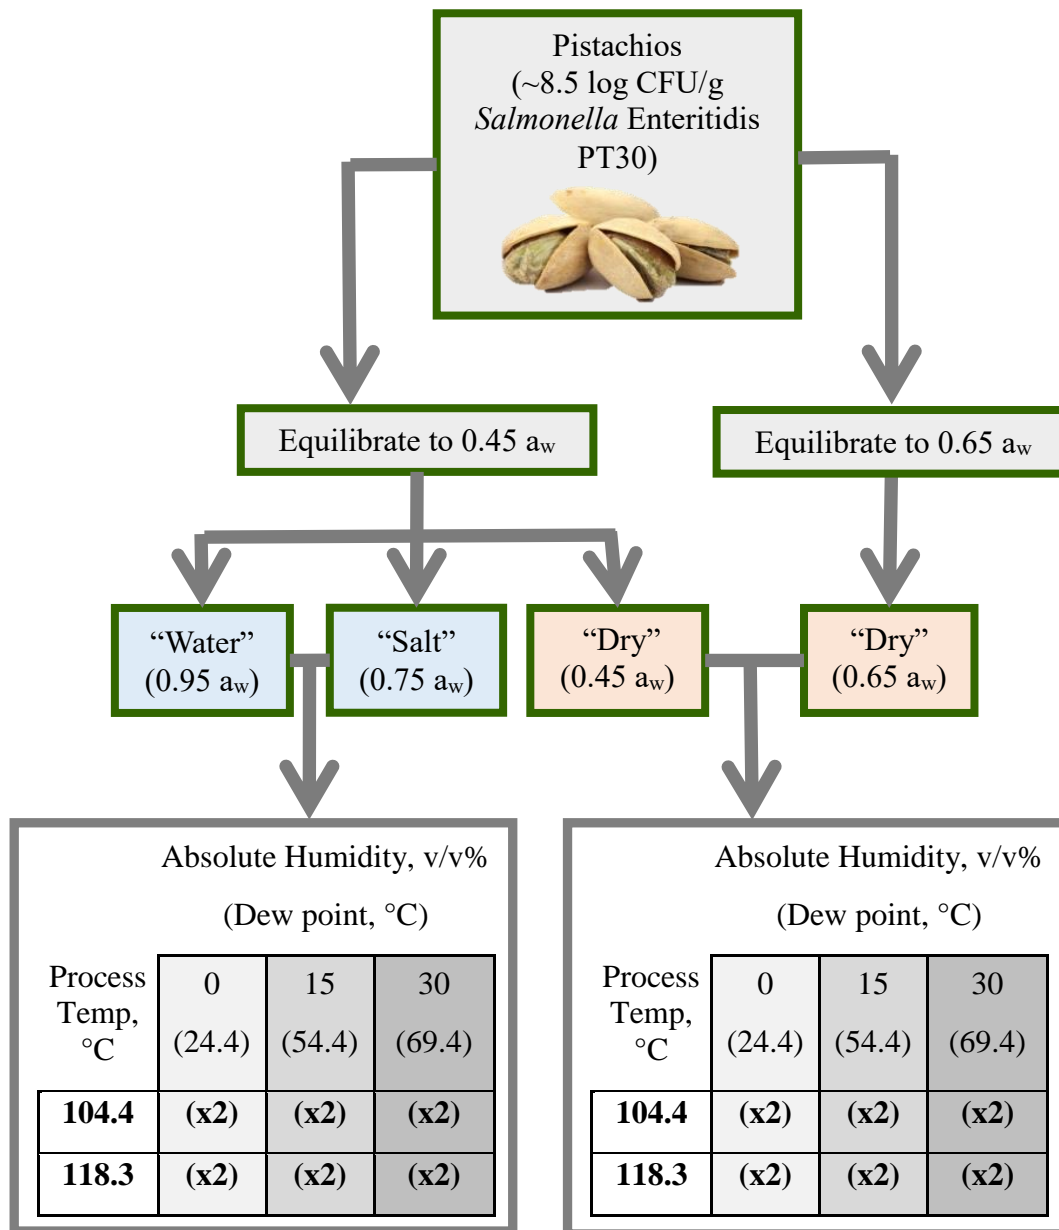 Pistachios
(~8.5 log CFU/g
Salmonella Enteritidis
PT30)
Equilibrate to 0.45 aw
Equilibrate to 0.65 aw
“Water”
(0.95 aw)
“Salt”
(0.75 aw)
“Dry”
(0.45 aw)
“Dry”
(0.65 aw)
Absolute Humidity, v/v%
(Dew point, °C)
Process
Temp,
°C
0 15 30
(24.4) (54.4) (69.4)
104.4 (x2) (x2) (x2)
118.3 (x2) (x2) (x2)
Absolute Humidity, v/v%
(Dew point, °C)
Process
Temp,
°C
0 15 30
(24.4) (54.4) (69.4)
104.4 (x2) (x2) (x2)
118.3 (x2) (x2) (x2)